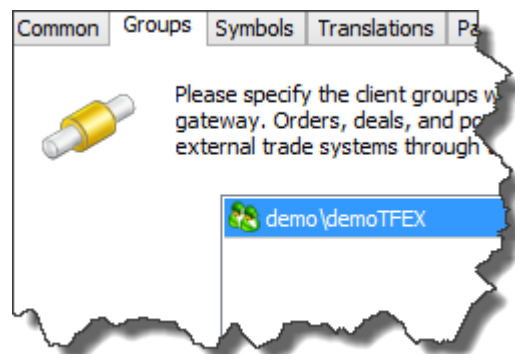 Common Groups Symbols Translations
Please specify the client groups
gateway. Orders, deals, and
external trade systems through
demo\demoTFEX